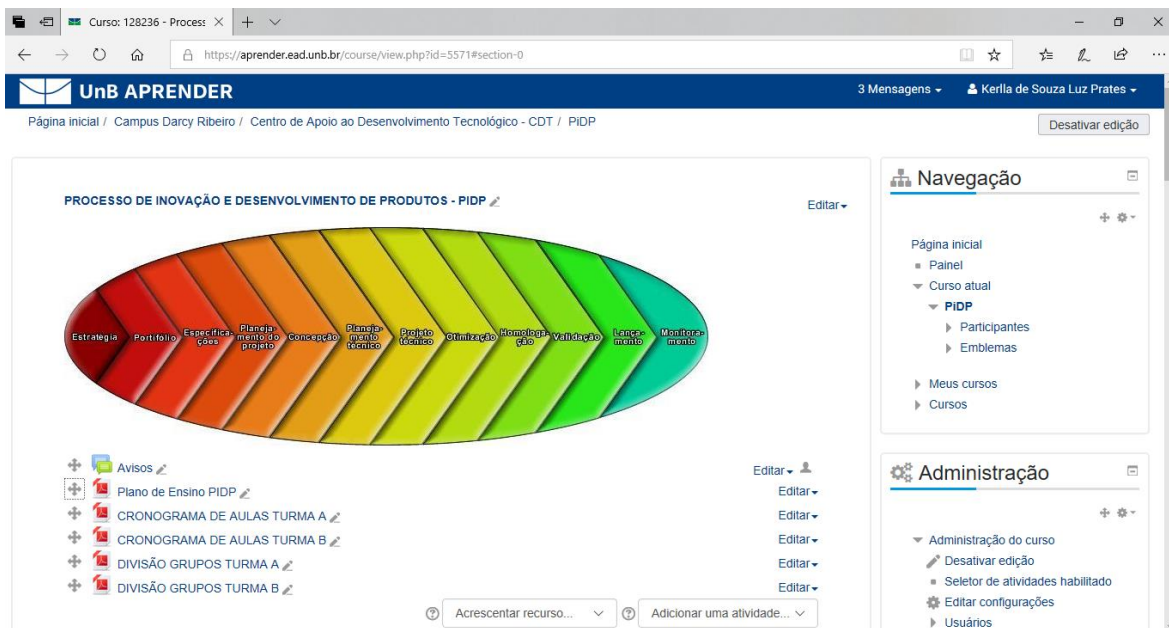 Curso: 128236 - Process
https://aprender.ead.unb.br/course/view.php?id=5571#section-0
UnB APRENDER
3 Mensagens
Kerlla de Souza Luz Prates
Página inicial / Campus Darcy Ribeiro / Centro de Apoio ao Desenvolvimento Tecnológico - CDT / PiDP
Desativar edição
PROCESSO DE INOVAÇÃO E DESENVOLVIMENTO DE PRODUTOS - PIDP
Editar
Estratégia
Portifólio
Especifica-
ções
Planeja-
mento do
projeto
Concepção
Planeja-
mento
técnico
Projeto
técnico
Otimização
Homologa-
ção
Validação
Lança-
mento
Monitora-
mento
Avisos
Editar
Plano de Ensino PIDP
Editar
CRONOGRAMA DE AULAS TURMA A
Editar
CRONOGRAMA DE AULAS TURMA B
Editar
DIVISÃO GRUPOS TURMA A
Editar
DIVISÃO GRUPOS TURMA B
Editar
Acrescentar recurso...
Adicionar uma atividade...
Navegação
Página inicial
Painel
Curso atual
PiDP
Participantes
Emblemas
Meus cursos
Cursos
Administração
Administração do curso
Desativar edição
Seletor de atividades habilitado
Editar configurações
Usuários